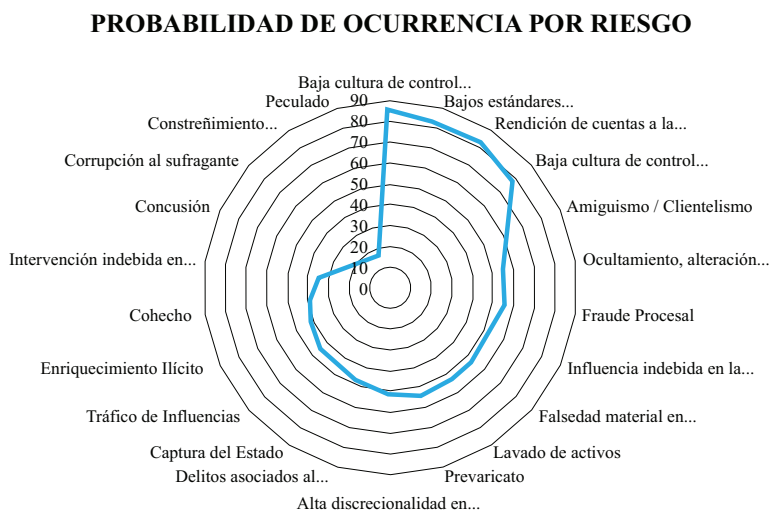 PROBABILIDAD DE OCURRENCIA POR RIESGO
Baja cultura de control...
Bajos estándares...
Rendición de cuentas a la...
Baja cultura de control...
Amiguismo / Clientelismo
Ocultamiento, alteración...
Fraude Procesal
Influencia indebida en la...
Falsedad material en...
Lavado de activos
Prevaricato
Alta discrecionalidad en...
Delitos asociados al...
Captura del Estado
Tráfico de Influencias
Enriquecimiento Ilícito
Cohecho
Intervención indebida en...
Concusión
Corrupción al sufragante
Constreñimiento...
Peculado
90
80
70
60
50
40
30
20
10
0